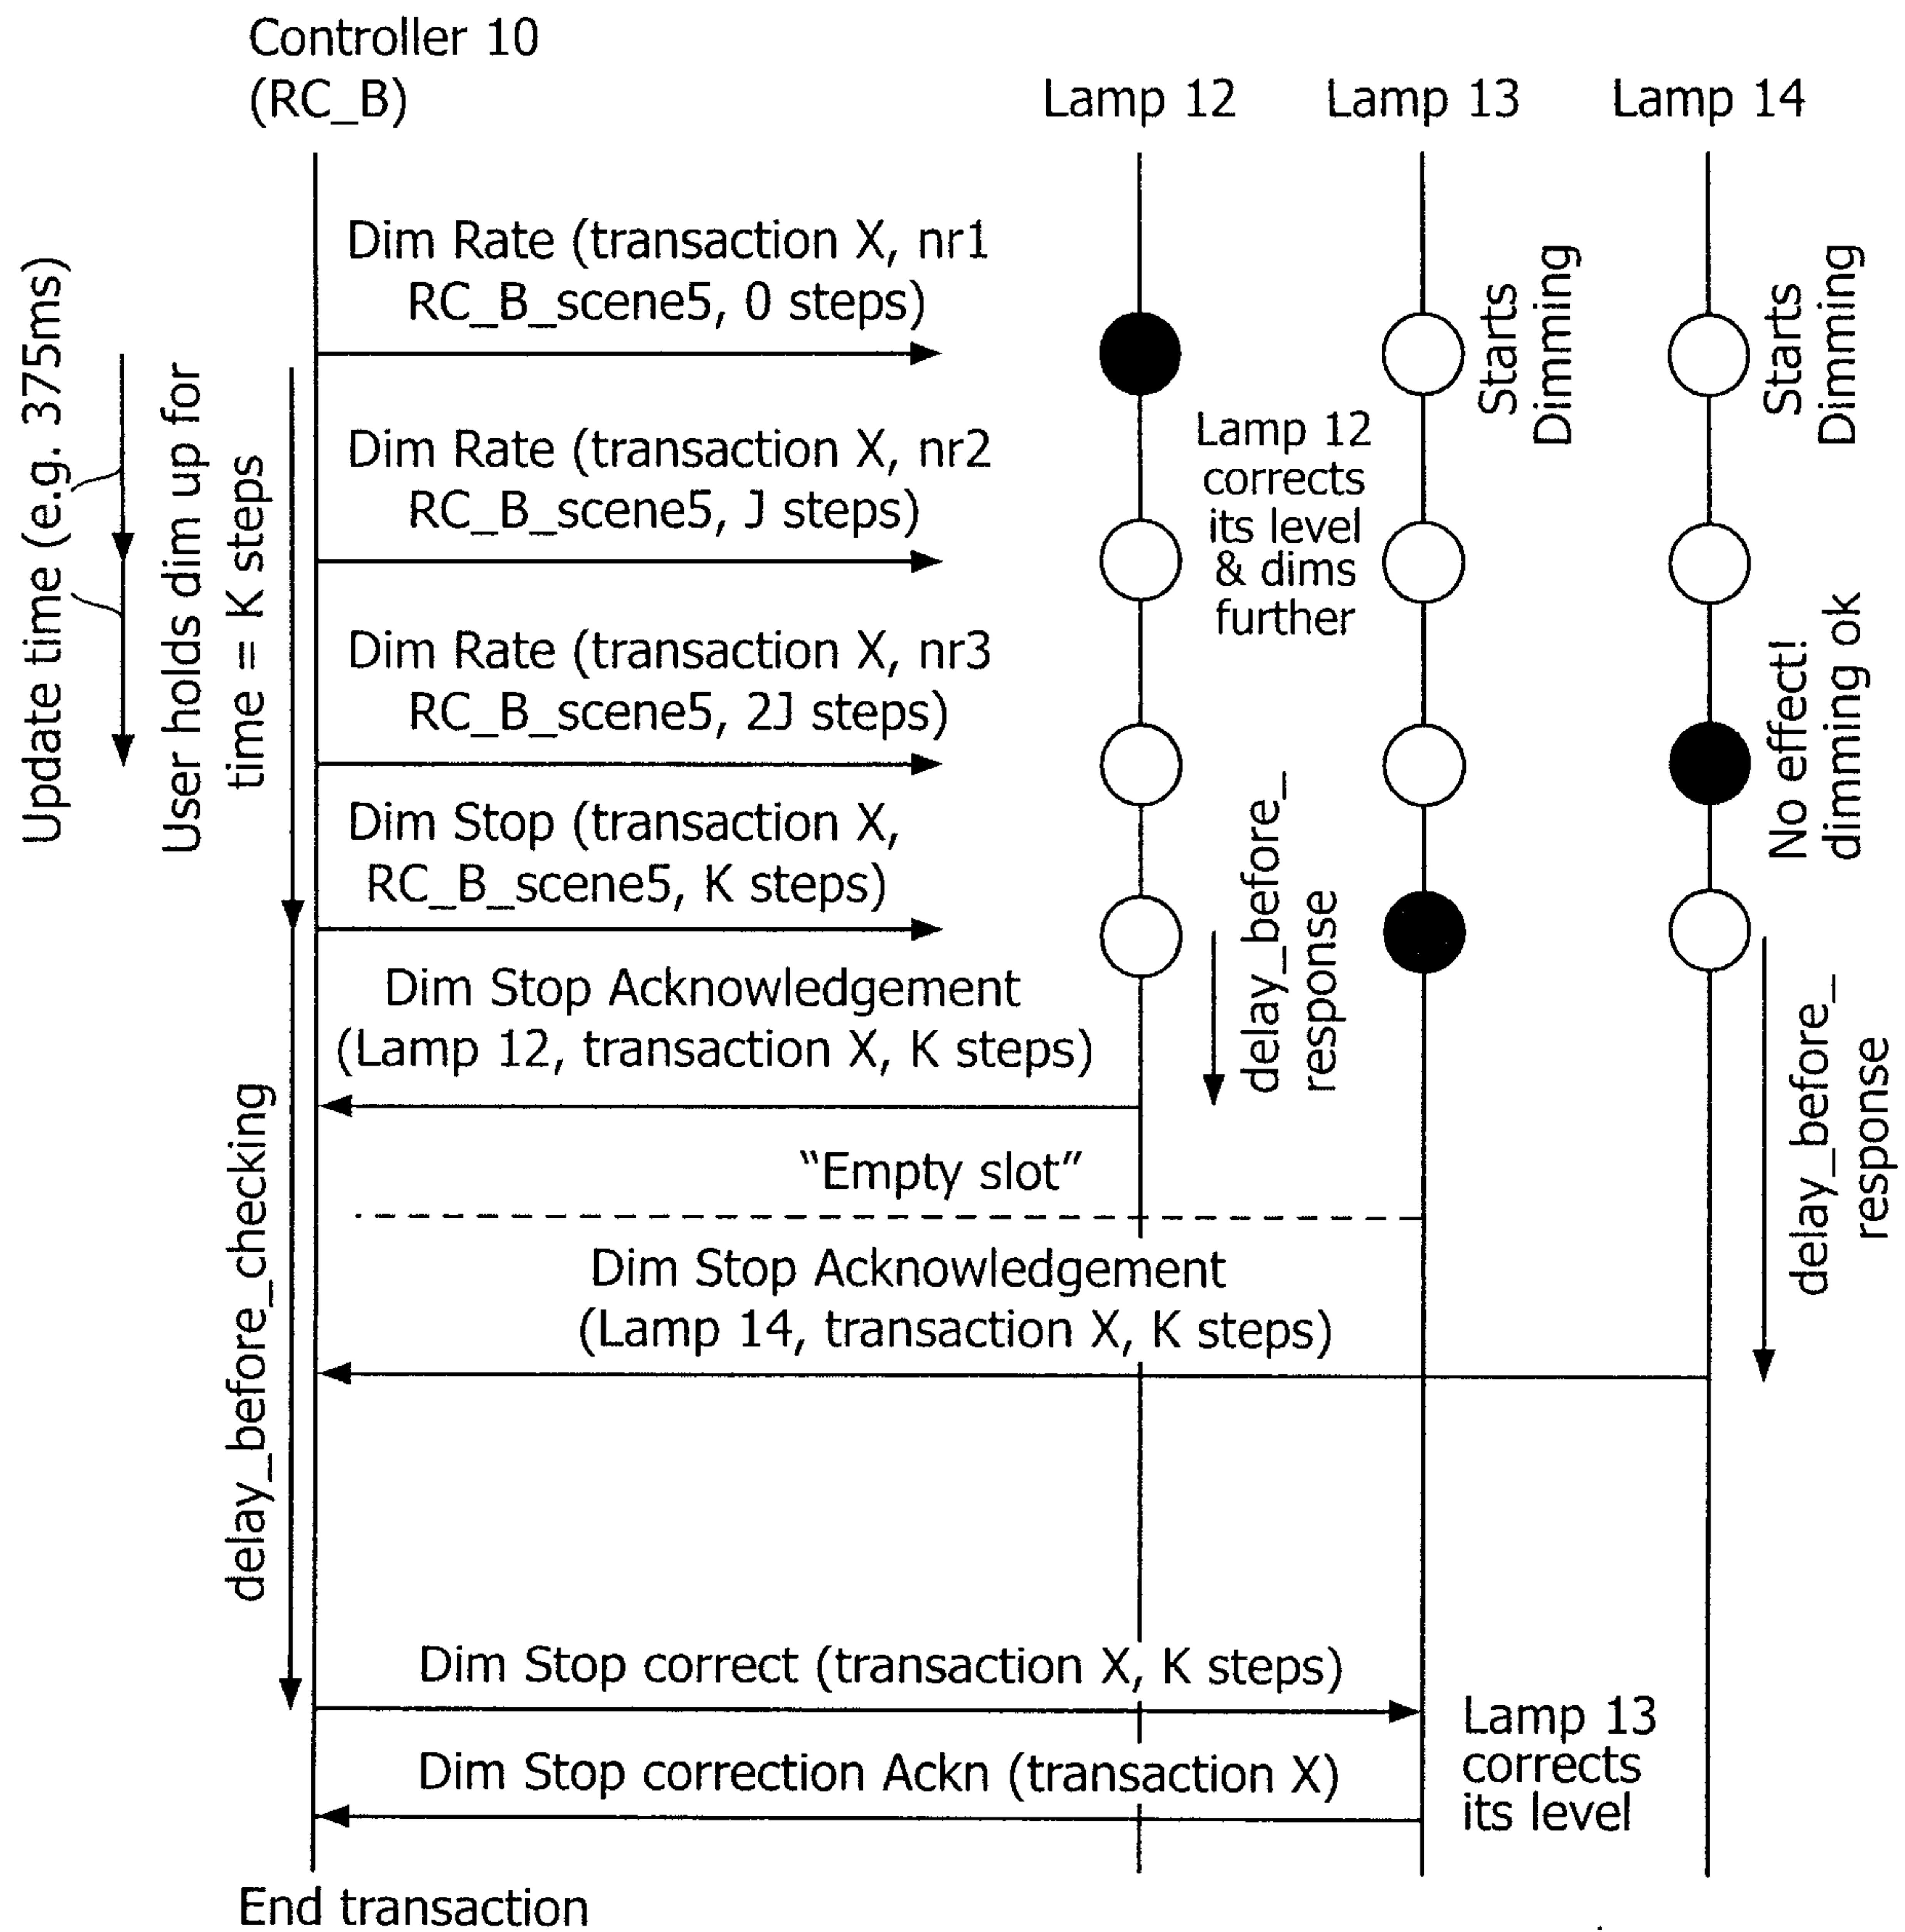 Controller 10
(RC_B)
Lamp 12
Lamp 13
Lamp 14
Dim Rate (transaction X, nr1
RC_B_scene5, 0 steps)
Starts
Dimming
Starts
Dimming
Update time (e.g. 375ms)
User holds dim up for
time = K steps
Dim Rate (transaction X, nr2
RC_B_scene5, J steps)
Lamp 12
corrects
its level
& dims
further
Dim Rate (transaction X, nr3
RC_B_scene5, 2J steps)
No effect!
dimming ok
Dim Stop (transaction X,
RC_B_scene5, K steps)
delay_before_
response
delay_before_
response
Dim Stop Acknowledgement
(Lamp 12, transaction X, K steps)
delay_before_checking
“Empty slot”
Dim Stop Acknowledgement
(Lamp 14, transaction X, K steps)
Dim Stop correct (transaction X, K steps)
Lamp 13
corrects
its level
Dim Stop correction Ackn (transaction X)
End transaction